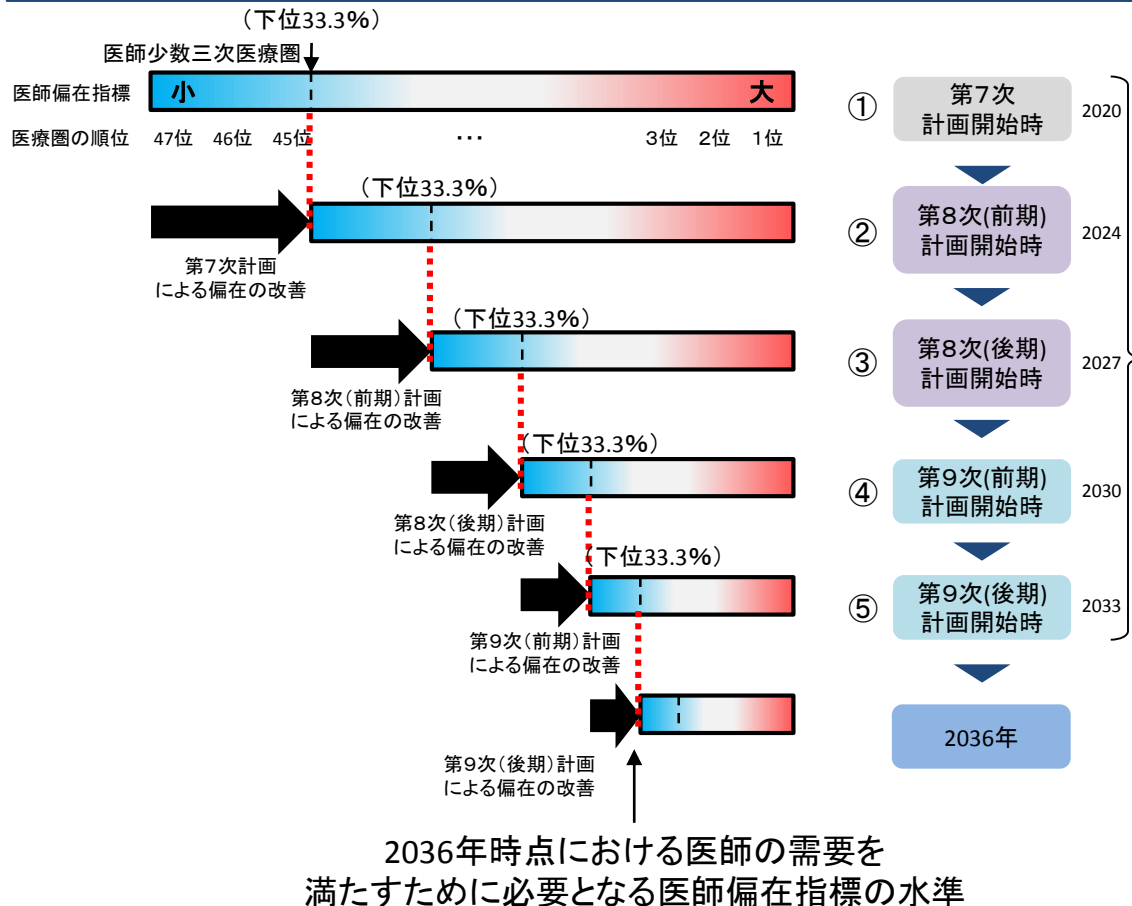 （下位33.3%）
医師少数三次医療圏
医師偏在指標
小
大
医療圏の順位
47位
46位
45位
･･･
3位
2位
1位
①
第7次
計画開始時
2020
（下位33.3%）
第7次計画
による偏在の改善
②
第8次(前期)
計画開始時
2024
（下位33.3%）
第8次（前期）計画
による偏在の改善
③
第8次(後期)
計画開始時
2027
（下位33.3%）
第8次（後期）計画
による偏在の改善
④
第9次(前期)
計画開始時
2030
（下位33.3%）
第9次（前期）計画
による偏在の改善
⑤
第9次(後期)
計画開始時
2033
第9次（後期）計画
による偏在の改善
2036年
2036年時点における医師の需要を
満たすために必要となる医師偏在指標の水準